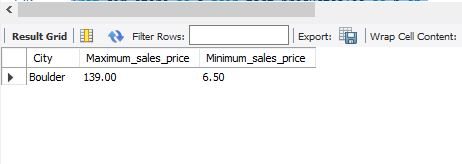 Result Grid Filter Rows: Export: Wrap Cell Content:
City Maximum_sales_price Minimum_sales_price
Boulder 139.00 6.50